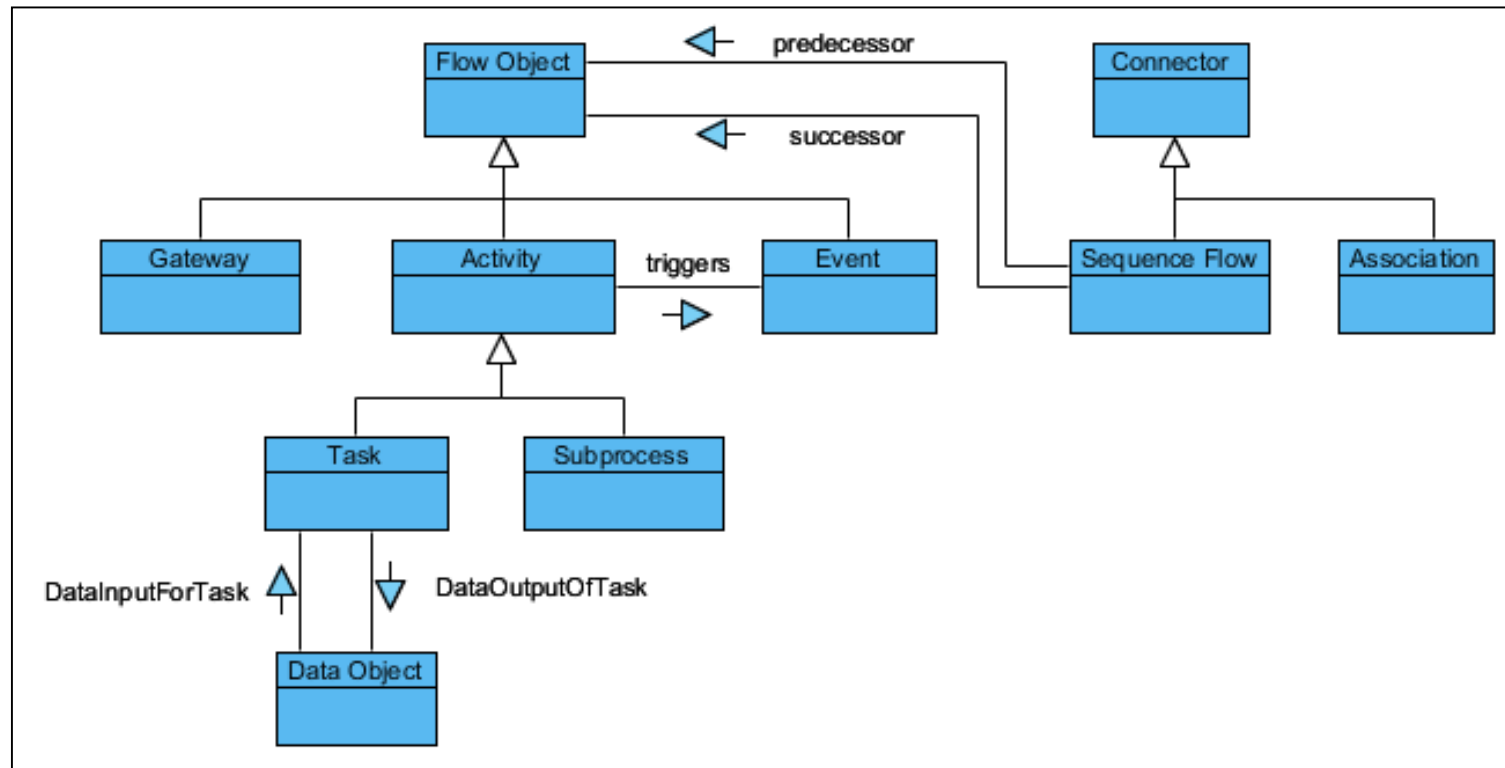 predecessor
Flow Object
Connector
successor
Gateway
Activity
triggers
Event
Sequence Flow
Association
Task
Subprocess
DataInputForTask
DataOutputOfTask
Data Object